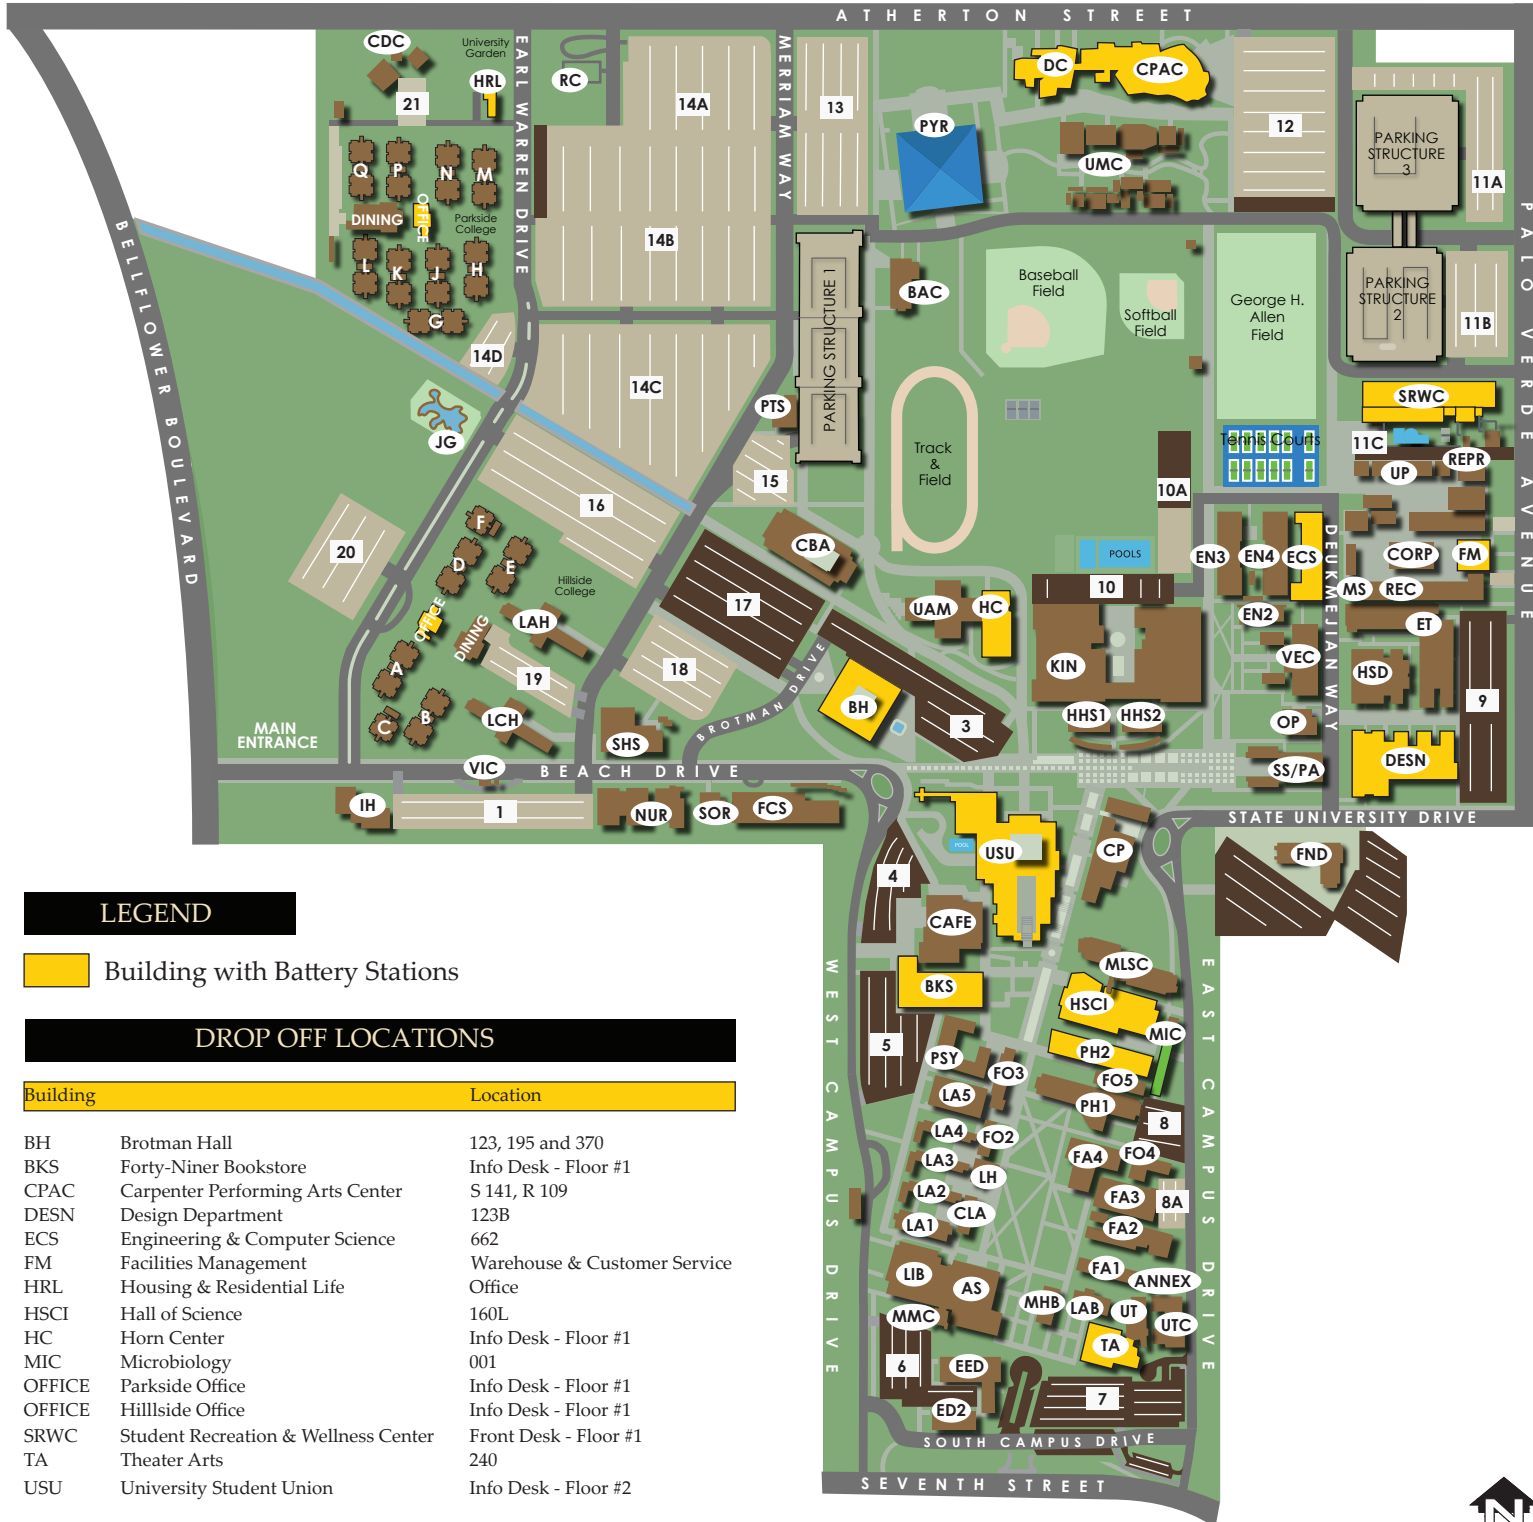 ATHERTON STREET
CDC
University
Garden
HRL
21
EARL WARREN DRIVE
RC
14A
MERRIAM WAY
13
DC
CPAC
PYR
UMC
12
PARKING
STRUCTURE
3
11A
PALO VERDE AVENUE
Q
P
N
M
DINING
OFFICE
Parkside
College
L
K
J
H
G
14B
14D
14C
BELLFLOWER BOULEVARD
PARKING STRUCTURE 1
BAC
Baseball
Field
Softball
Field
George H.
Allen
Field
PARKING
STRUCTURE
2
11B
JG
PTS
15
Track
&
Field
SRWC
Tennis Courts
11C
REPR
UP
10A
16
20
F
D
E
Hillside
College
OFFICE
DINING
LAH
A
B
C
19
LCH
17
18
CBA
POOLS
10
UAM
HC
EN3
EN4
ECS
EN2
DEUKMEJIAN WAY
CORP
FM
MS
REC
ET
VEC
HSD
9
KIN
BROTMAN DRIVE
BH
3
HHS1
HHS2
OP
SS/PA
DESN
MAIN
ENTRANCE
SHS
VIC
BEACH DRIVE
IH
1
NUR
SOR
FCS
STATE UNIVERSITY DRIVE
FND
POOL
USU
CP
4
CAFE
WEST CAMPUS DRIVE
EAST CAMPUS DRIVE
BKS
MLSC
HSCI
MIC
5
PSY
FO3
PH2
FO5
LA5
PH1
8
LA4
FO2
FO4
LA3
FA4
LH
LA2
FA3
8A
CLA
LA1
FA2
LIB
FA1
AS
ANNEX
MHB
LAB
UT
MMC
UTC
TA
6
EED
7
ED2
SOUTH CAMPUS DRIVE
SEVENTH STREET
N
LEGEND
Building with Battery Stations
DROP OFF LOCATIONS
Building Location
BH Brotman Hall 123, 195 and 370
BKS Forty-Niner Bookstore Info Desk - Floor #1
CPAC Carpenter Performing Arts Center S 141, R 109
DESN Design Department 123B
ECS Engineering & Computer Science 662
FM Facilities Management Warehouse & Customer Service
HRL Housing & Residential Life Office
HSCI Hall of Science 160L
HC Horn Center Info Desk - Floor #1
MIC Microbiology 001
OFFICE Parkside Office Info Desk - Floor #1
OFFICE Hilllside Office Info Desk - Floor #1
SRWC Student Recreation & Wellness Center Front Desk - Floor #1
TA Theater Arts 240
USU University Student Union Info Desk - Floor #2